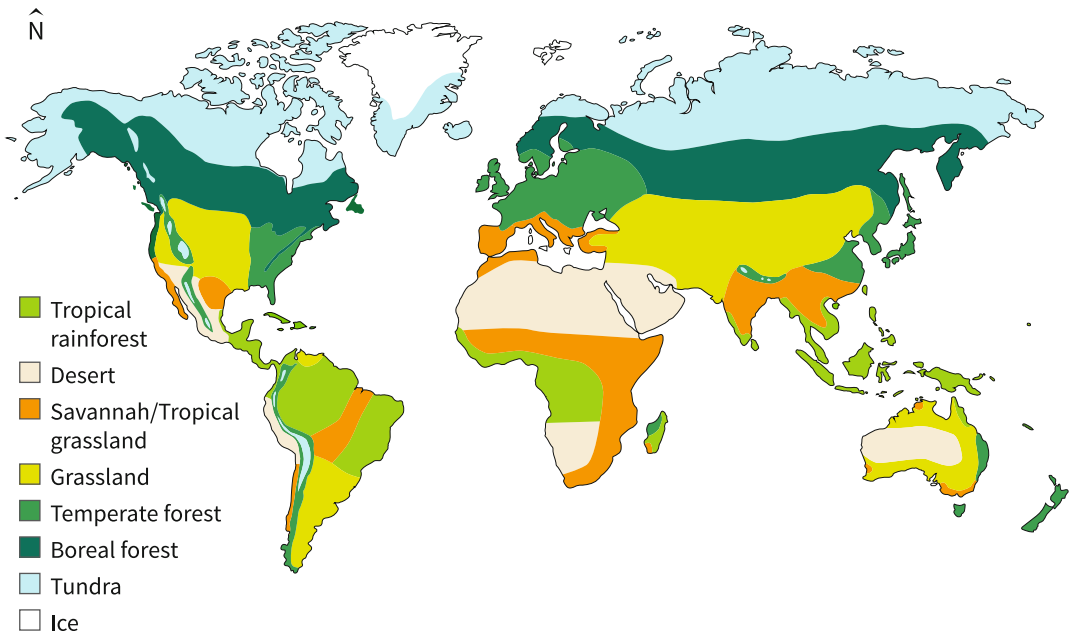 N
Tropical
rainforest
Desert
Savannah/Tropical
grassland
Grassland
Temperate forest
Boreal forest
Tundra
Ice